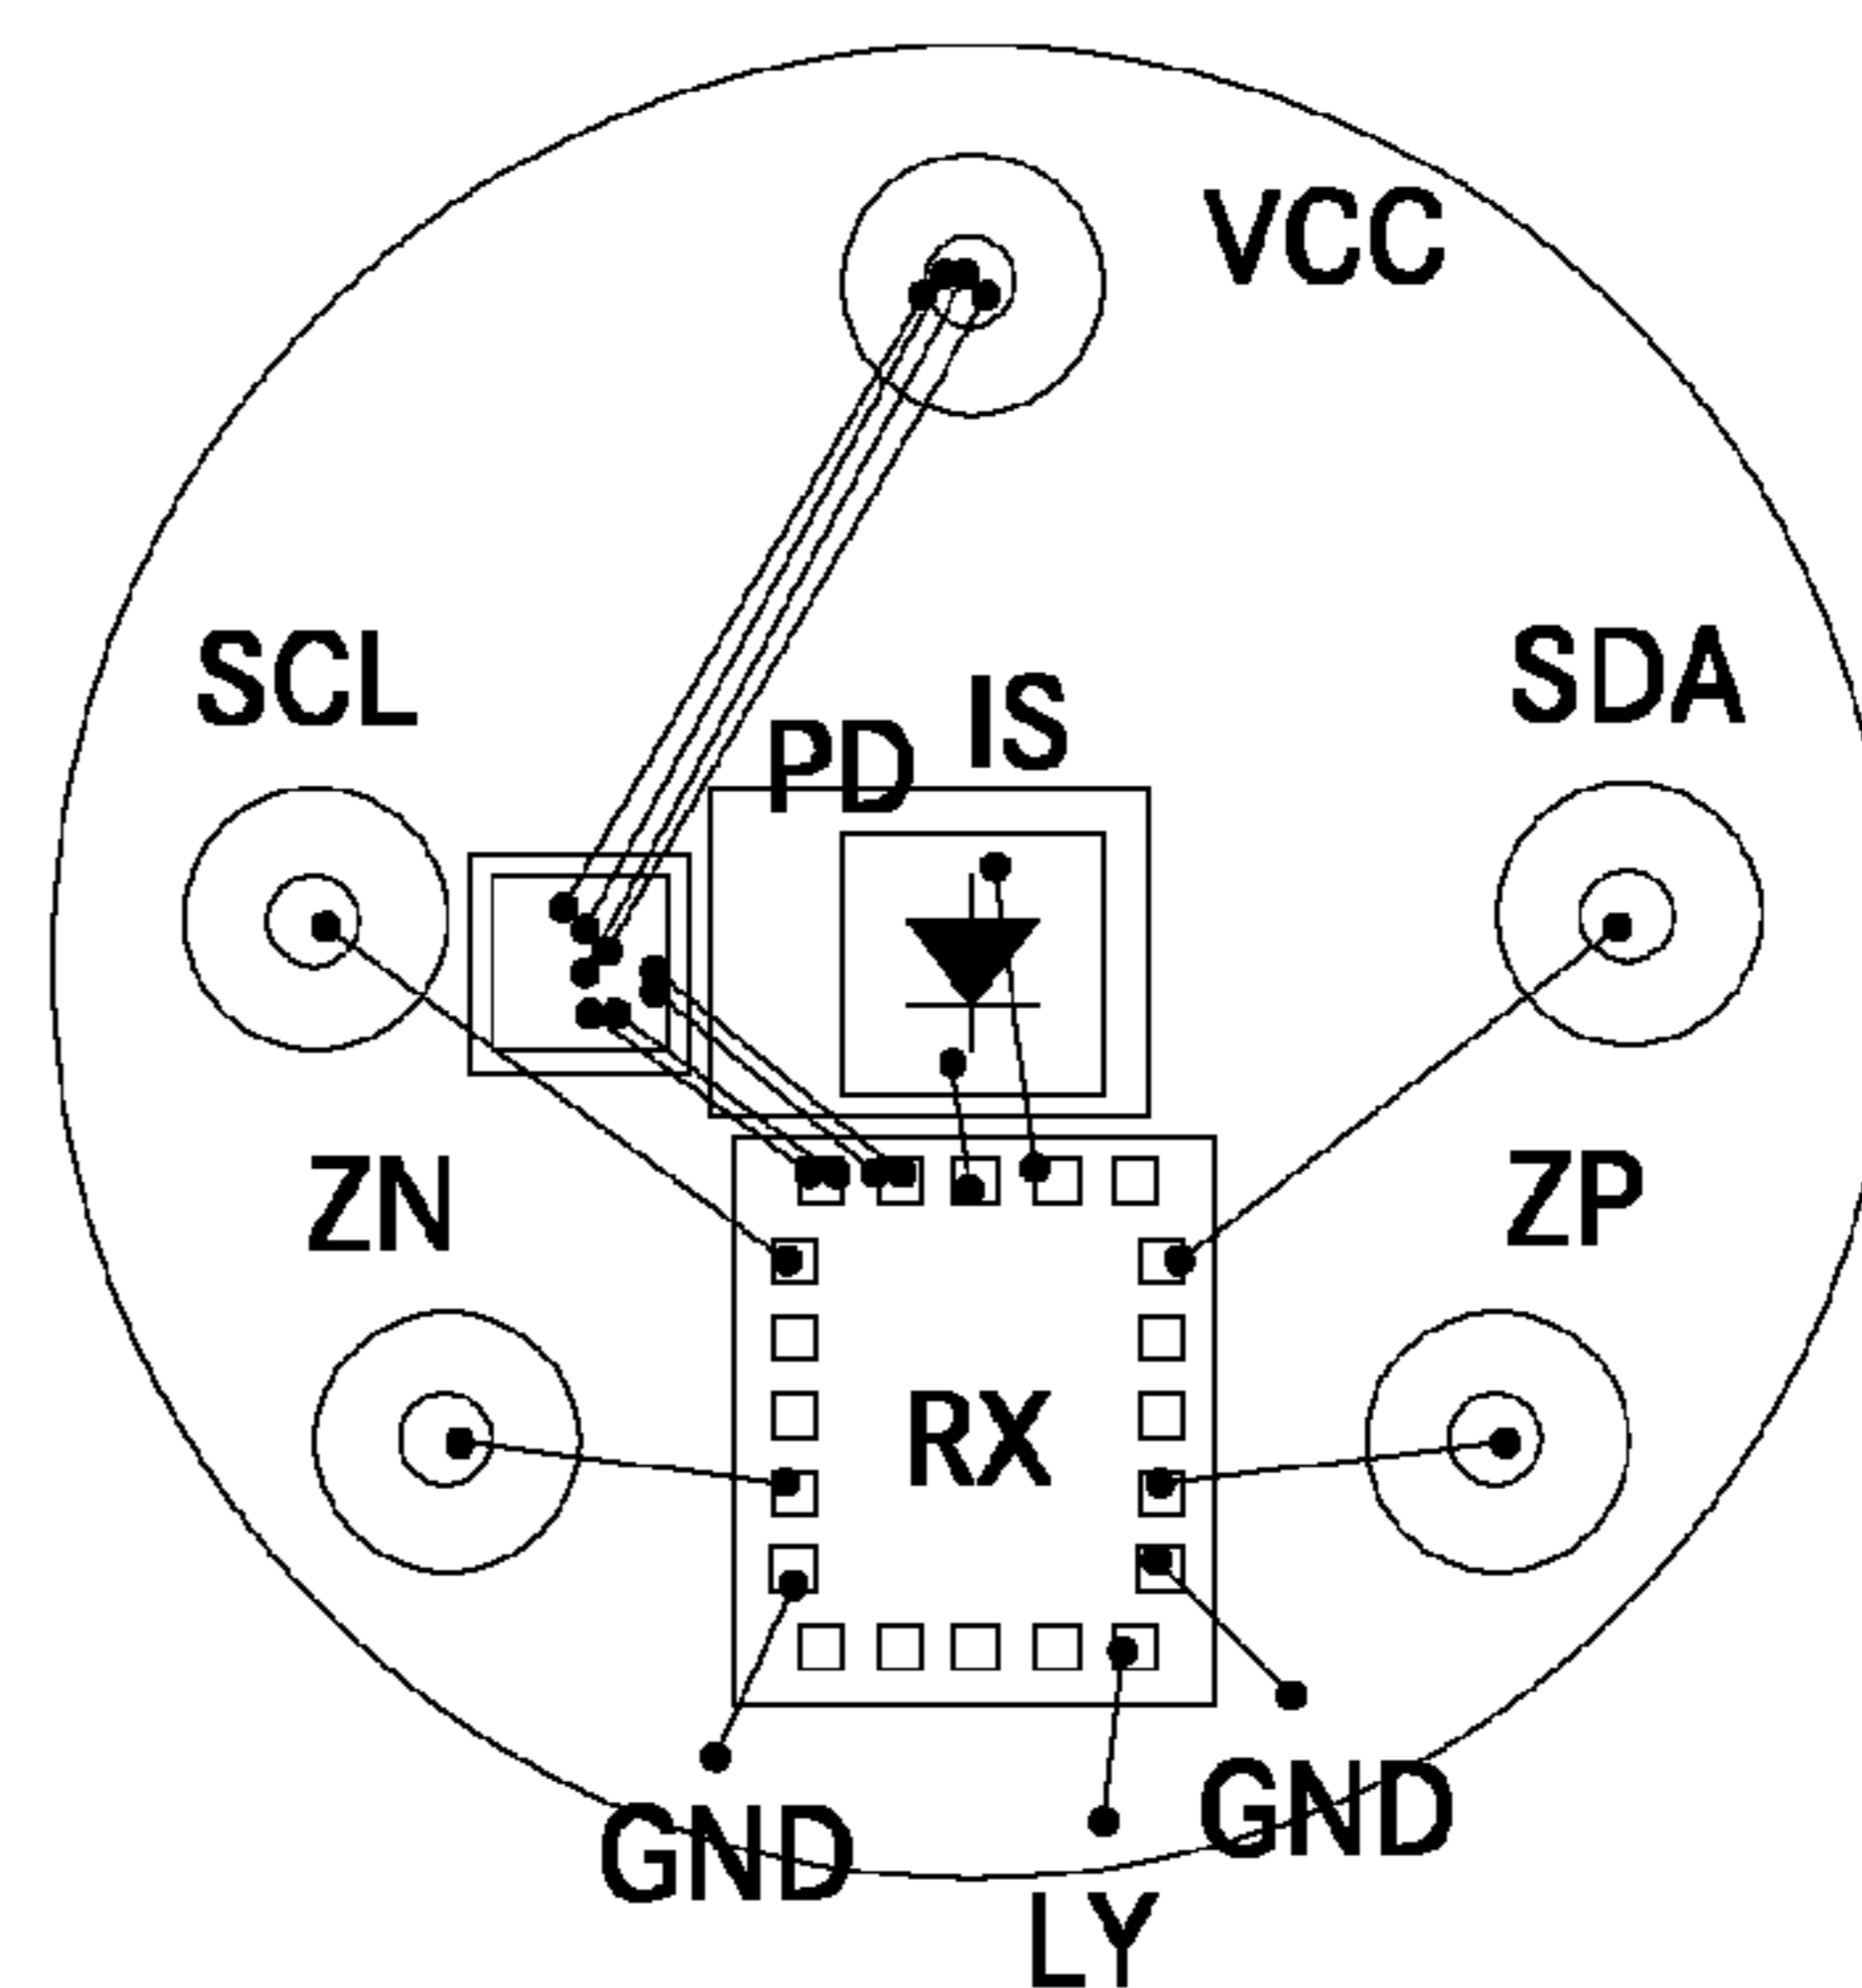 VCC
SCL
SDA
IS
PD
ZN
ZP
RX
GND
GND
LY